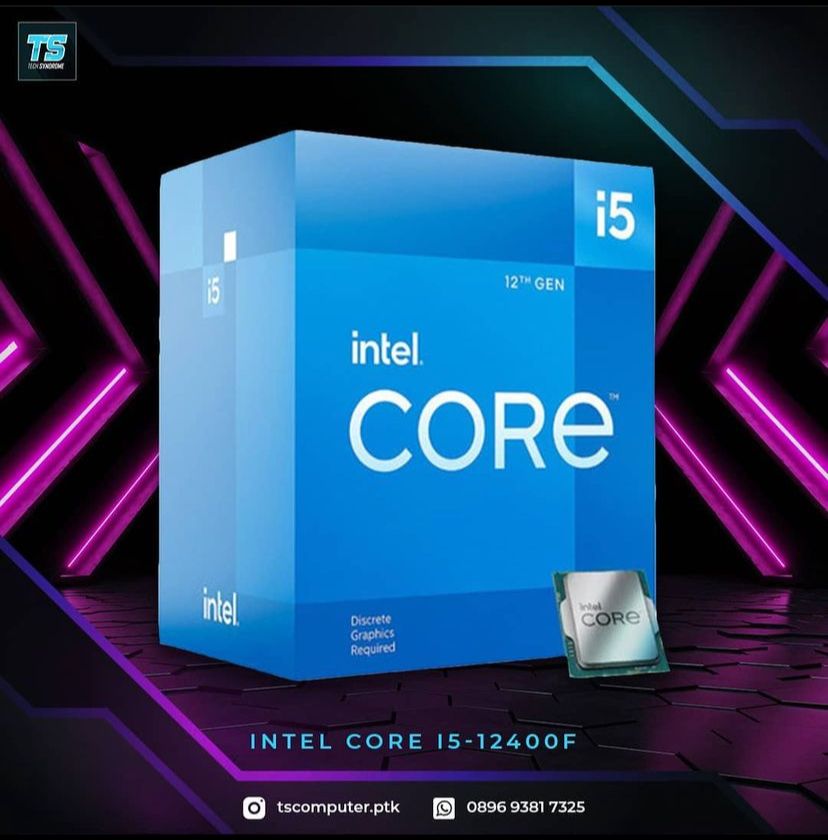 TS
TECH SYNDROME
i5
i5
12TH GEN
intel.
CORE™
intel.
Discrete
Graphics
Required
intel
CORE
INTEL CORE I5-12400F
tscomputer.ptk
0896 9381 7325